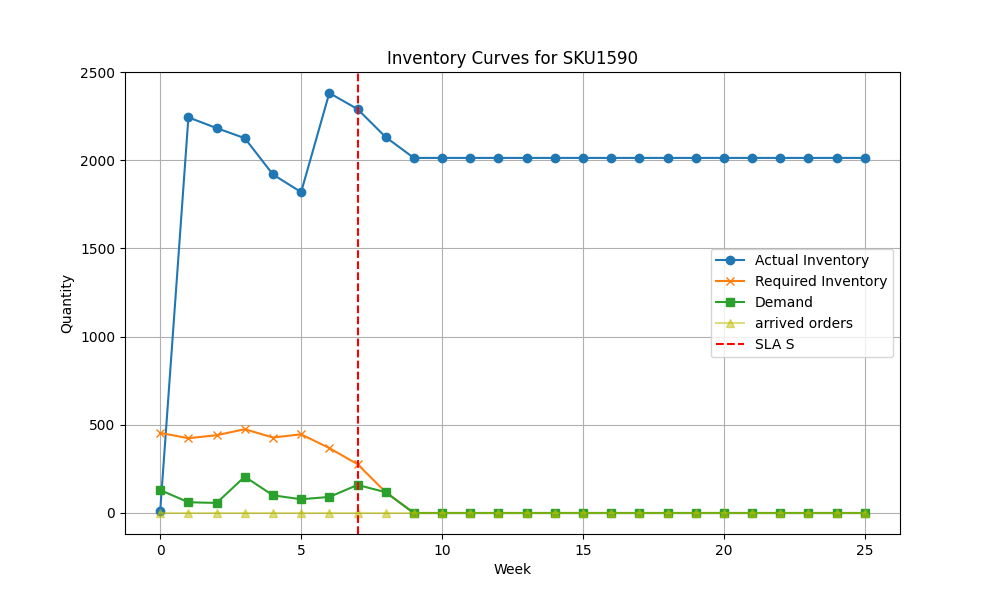 Inventory Curves for SKU1590
2500
2000
1500
1000
500
0
Quantity
Actual Inventory
Required Inventory
Demand
arrived orders
SLA S
0 5 10 15 20 25
Week